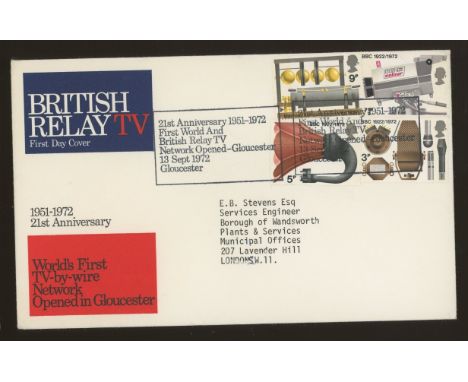 BRITISH
RELAY TV
First Day Cover
21st Anniversary 1951-1972
First World And
British Relay TV
Network Opened-Gloucester
13 Sept 1972
Gloucester
9p
BBC 1922/1972
5p
3p
1951-1972
21st Anniversary
World's First
TV-by-wire
Network
Opened in Gloucester
E.B. Stevens Esq
Services Engineer
Borough of Wandsworth
Plants & Services
Municipal Offices
207 Lavender Hill
LONDONSW.11.